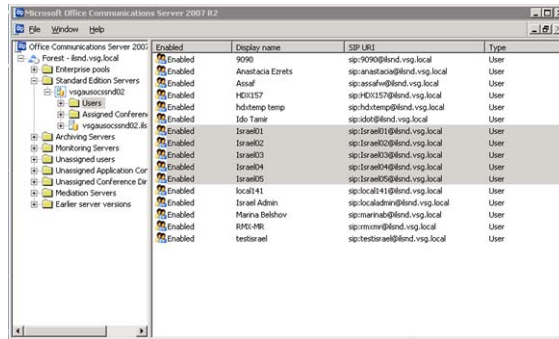 Microsoft Office Communications Server 2007 R2
File Window Help
Office Communications Server 2007
Forest - ilsnd.vsg.local
Enterprise pools
Standard Edition Servers
vsgausocssnd02
Users
Assigned Conferen
vsgausocssnd02.ils
Archiving Servers
Monitoring Servers
Unassigned users
Unassigned Application Cor
Unassigned Conference Dir
Mediation Servers
Earlier server versions
Enabled Display name SIP URI Type
Enabled 9090 sip:9090@ilsnd.vsg.local User
Enabled Anastacia Ezrets sip:anastacia@ilsnd.vsg.local User
Enabled Assaf sip:assafw@ilsnd.vsg.local User
Enabled HDX157 sip:HDX157@ilsnd.vsg.local User
Enabled hdxtemp temp sip:hdxtemp@ilsnd.vsg.local User
Enabled Ido Tamir sip:idot@ilsnd.vsg.local User
Enabled Israel01 sip:Israel01@ilsnd.vsg.local User
Enabled Israel02 sip:Israel02@ilsnd.vsg.local User
Enabled Israel03 sip:Israel03@ilsnd.vsg.local User
Enabled Israel04 sip:Israel04@ilsnd.vsg.local User
Enabled Israel05 sip:Israel05@ilsnd.vsg.local User
Enabled local141 sip:local141@ilsnd.vsg.local User
Enabled Israel Admin sip:localadmin@ilsnd.vsg.local User
Enabled Marina Belshov sip:marinab@ilsnd.vsg.local User
Enabled RMX-MR sip:rmxmr@ilsnd.vsg.local User
Enabled testisrael sip:testisrael@ilsnd.vsg.local User